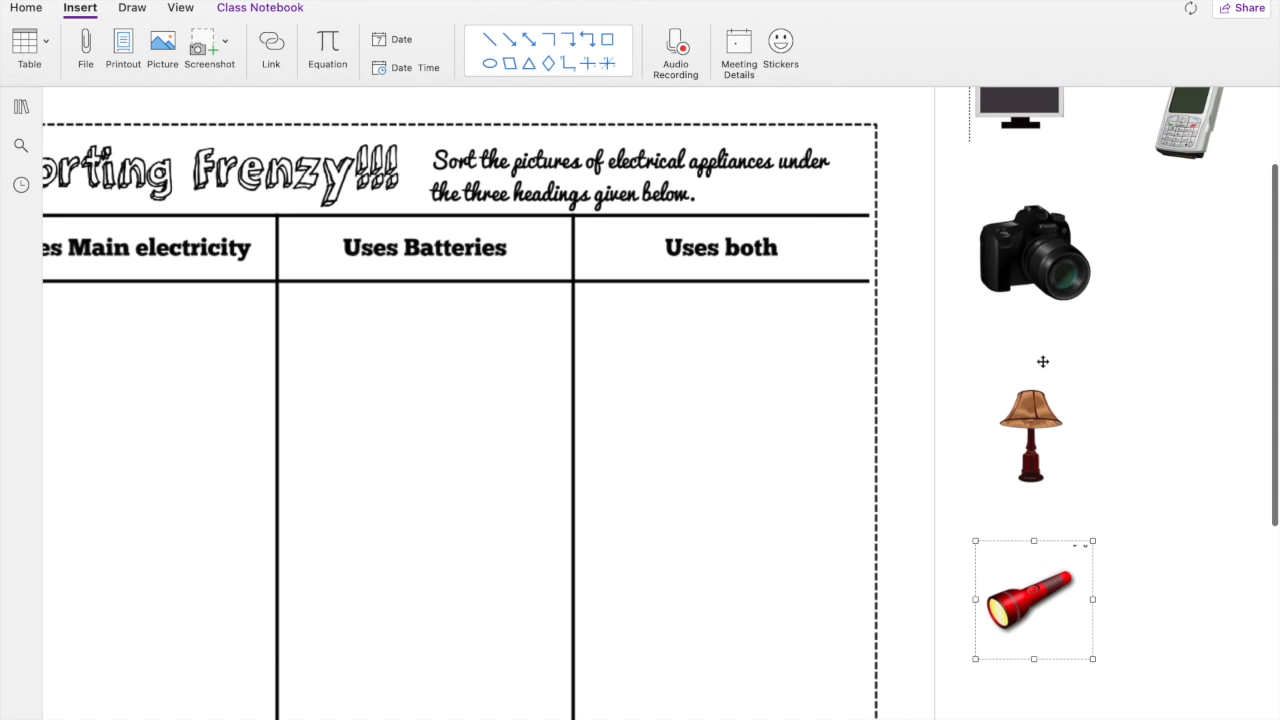 Home Insert Draw View Class Notebook Share
Table File Printout Picture Screenshot Link Equation Date Date Time Audio Recording Meeting Details Stickers
orting Frenzy!!! Sort the pictures of electrical appliances under
the three headings given below.
es Main electricity Uses Batteries Uses both